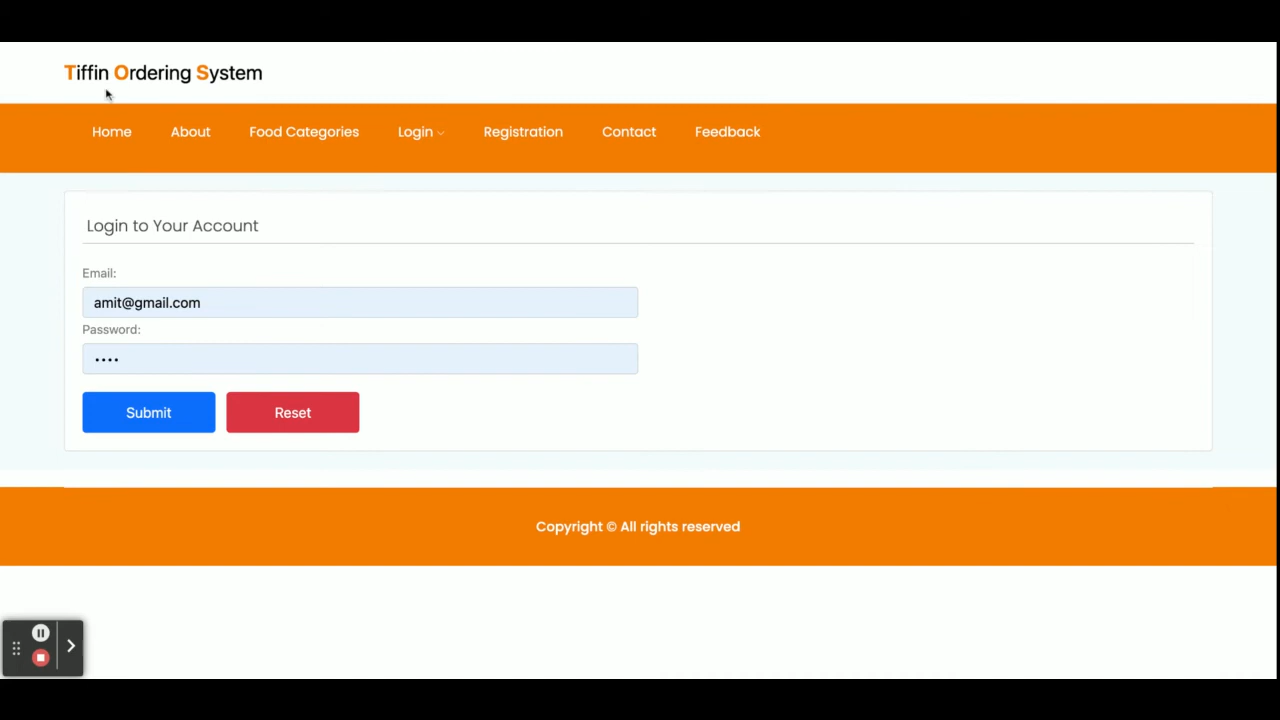 Tiffin Ordering System
Home About Food Categories Login Registration Contact Feedback
Login to Your Account
Email:
amit@gmail.com
Password:
••••
Submit Reset
Copyright © All rights reserved